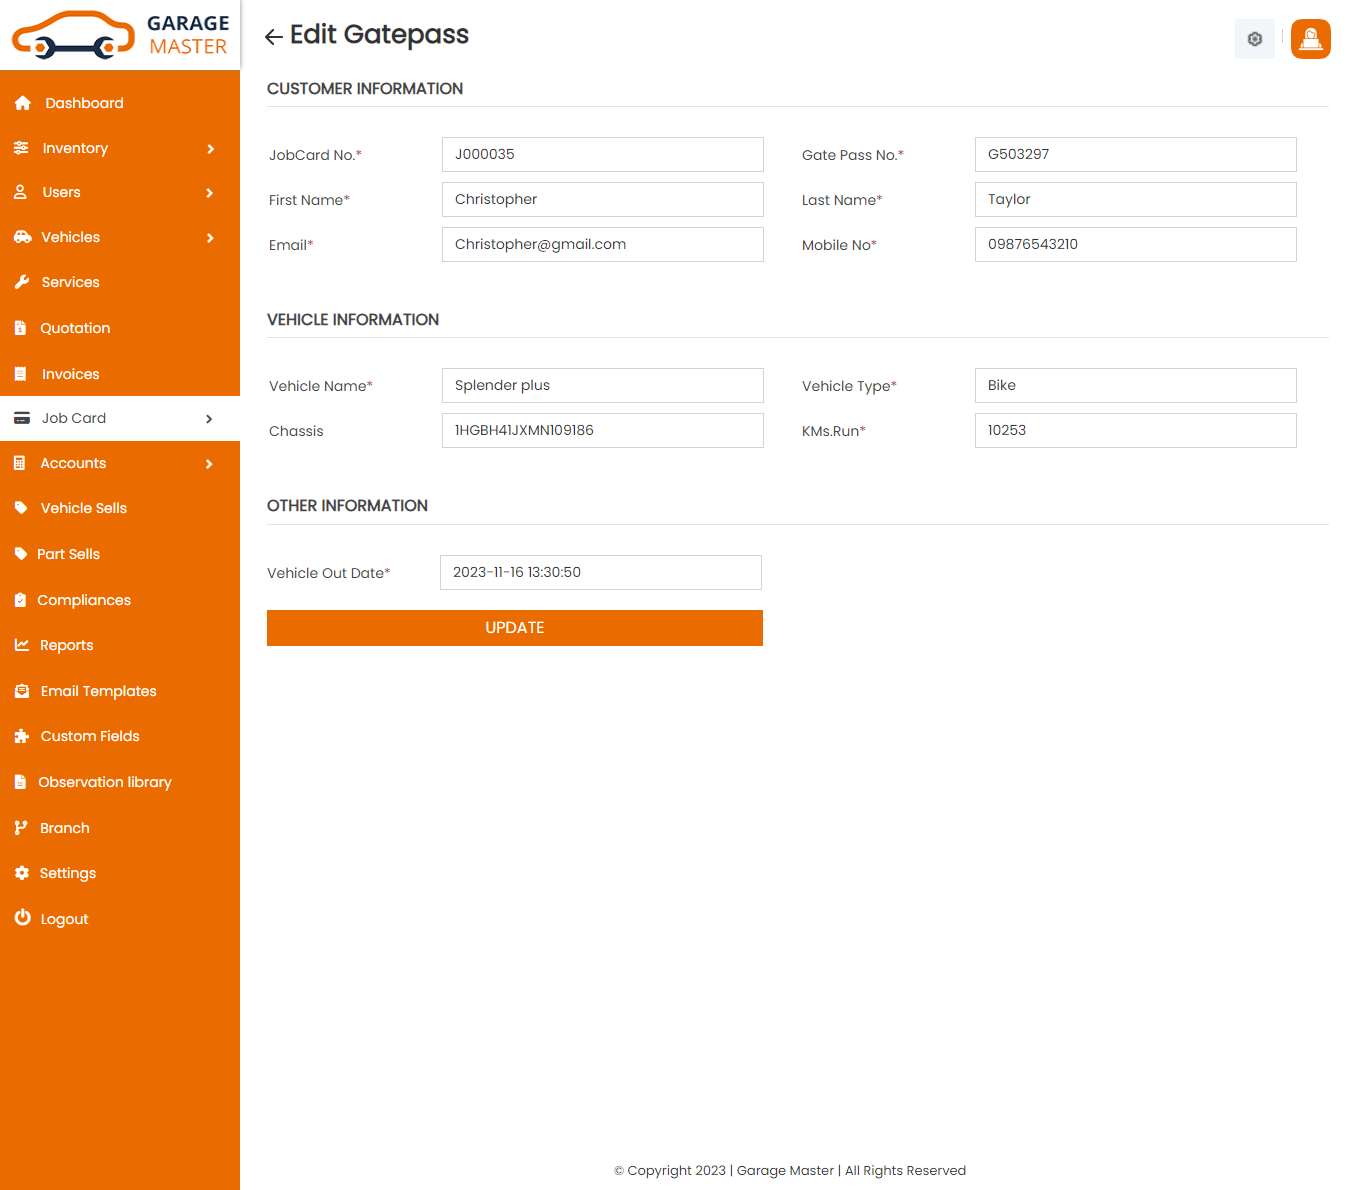 GARAGE
MASTER
Dashboard
Inventory
Users
Vehicles
Services
Quotation
Invoices
Job Card
Accounts
Vehicle Sells
Part Sells
Compliances
Reports
Email Templates
Custom Fields
Observation library
Branch
Settings
Logout
Edit Gatepass
CUSTOMER INFORMATION
JobCard No.* J000035 Gate Pass No.* G503297
First Name* Christopher Last Name* Taylor
Email* Christopher@gmail.com Mobile No* 09876543210
VEHICLE INFORMATION
Vehicle Name* Splender plus Vehicle Type* Bike
Chassis 1HGBH41JXMN109186 KMs.Run* 10253
OTHER INFORMATION
Vehicle Out Date* 2023-11-16 13:30:50
UPDATE
© Copyright 2023 | Garage Master | All Rights Reserved